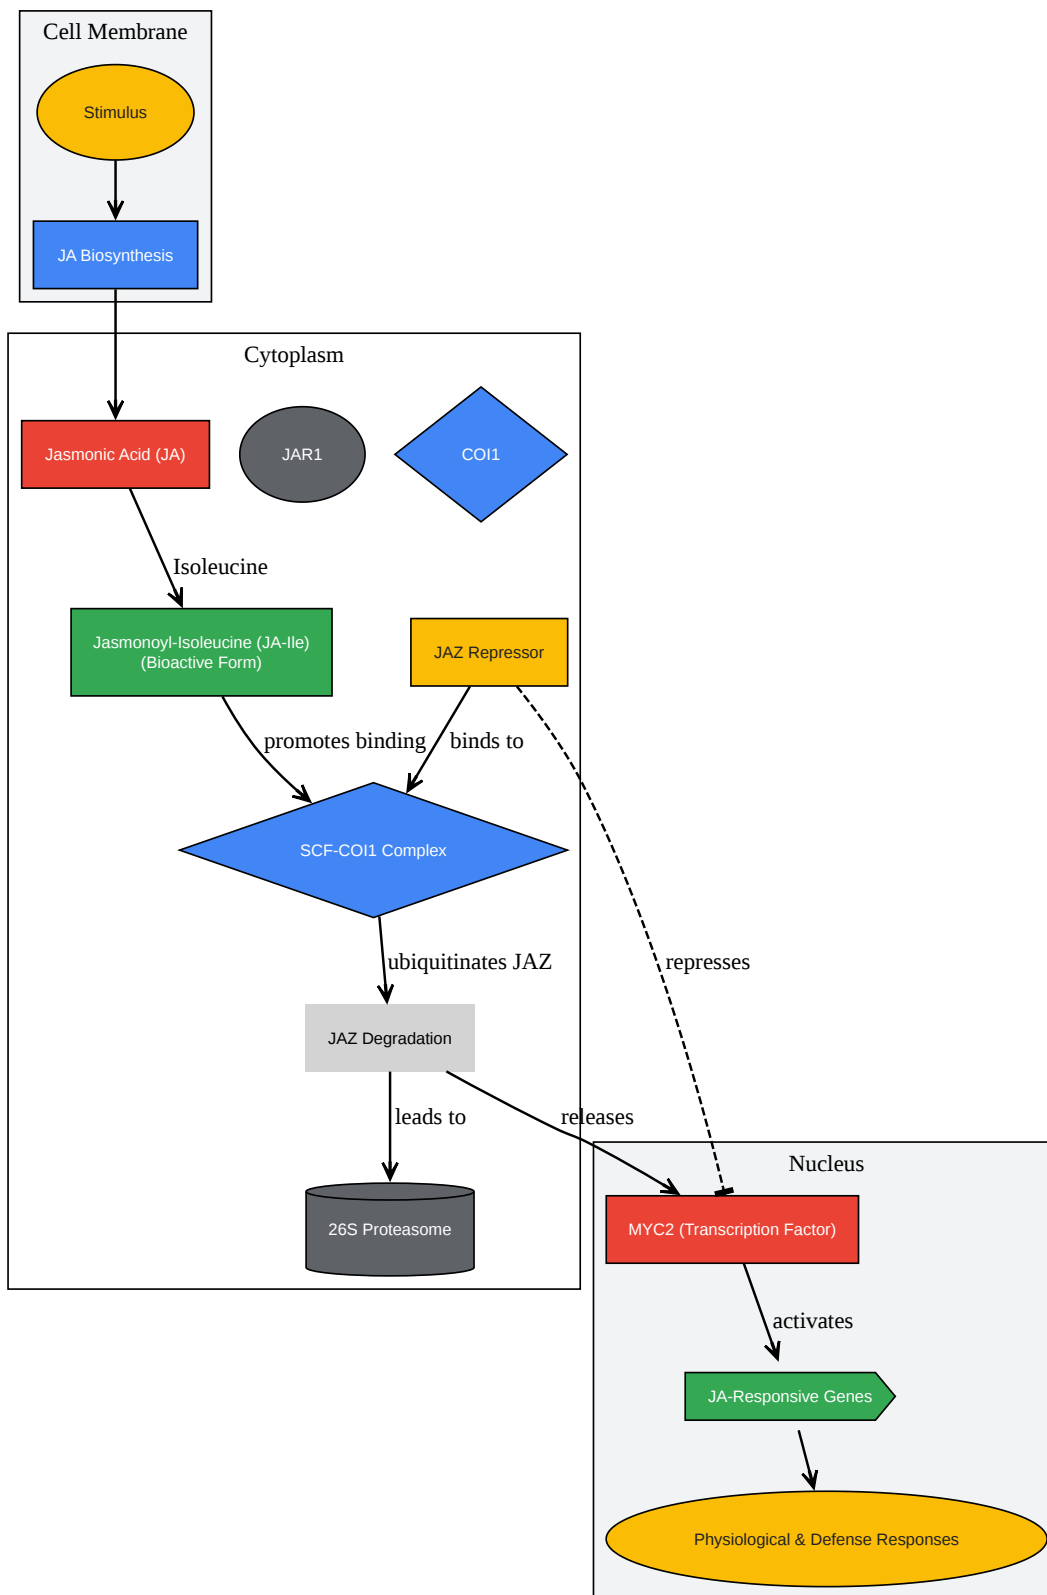 Cell Membrane
Stimulus
JA Biosynthesis
Cytoplasm
Jasmonic Acid (JA)
JAR1
COI1
Isoleucine
Jasmonoyl-Isoleucine (JA-Ile)
(Bioactive Form)
JAZ Repressor
promotes binding
binds to
SCF-COI1 Complex
ubiquitinates JAZ
represses
JAZ Degradation
leads to
releases
Nucleus
26S Proteasome
MYC2 (Transcription Factor)
activates
JA-Responsive Genes
Physiological & Defense Responses